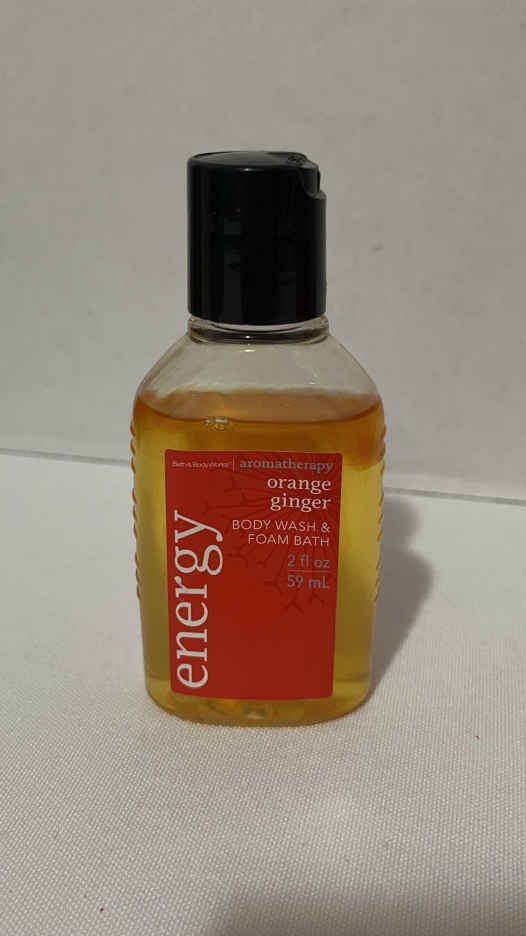 Bath & Body Works | aromatherapy
orange
ginger
BODY WASH &
FOAM BATH
2 fl oz
59 mL
energy